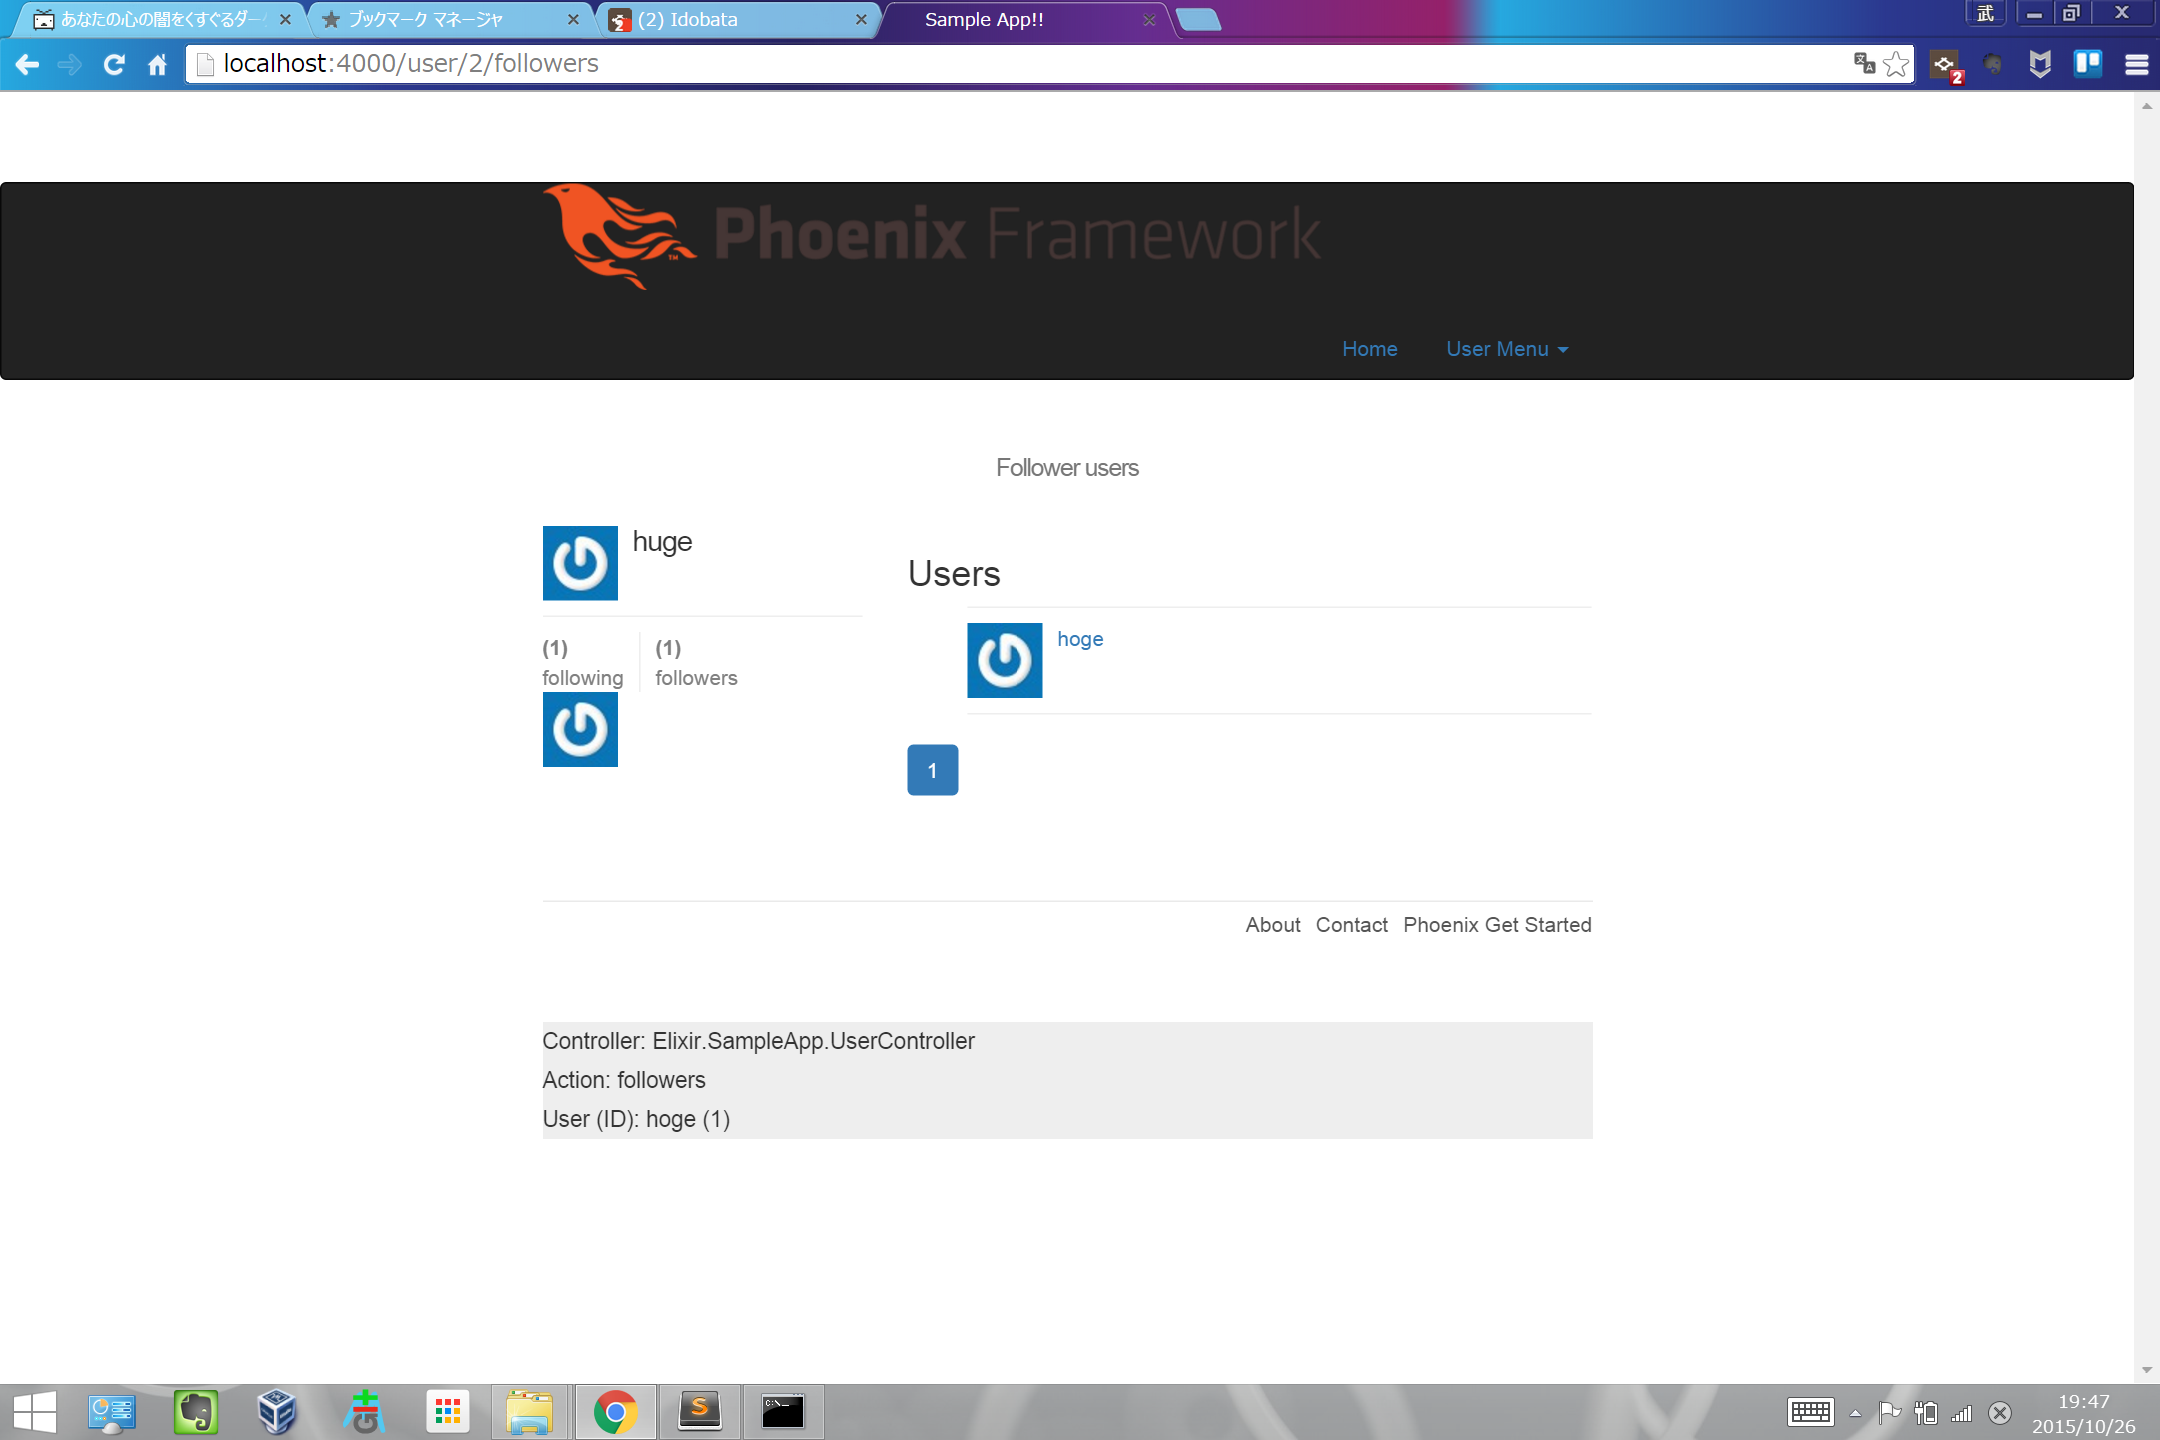 あなたの心の闇をくすぐるダー
ブックマーク マネージャ
(2) Idobata
Sample App!!
武
localhost:4000/user/2/followers
2
Phoenix Framework
TM
Home
User Menu
Follower users
huge
Users
(1)
following
(1)
followers
hoge
1
About
Contact
Phoenix Get Started
Controller: Elixir.SampleApp.UserController
Action: followers
User (ID): hoge (1)
19:47
2015/10/26